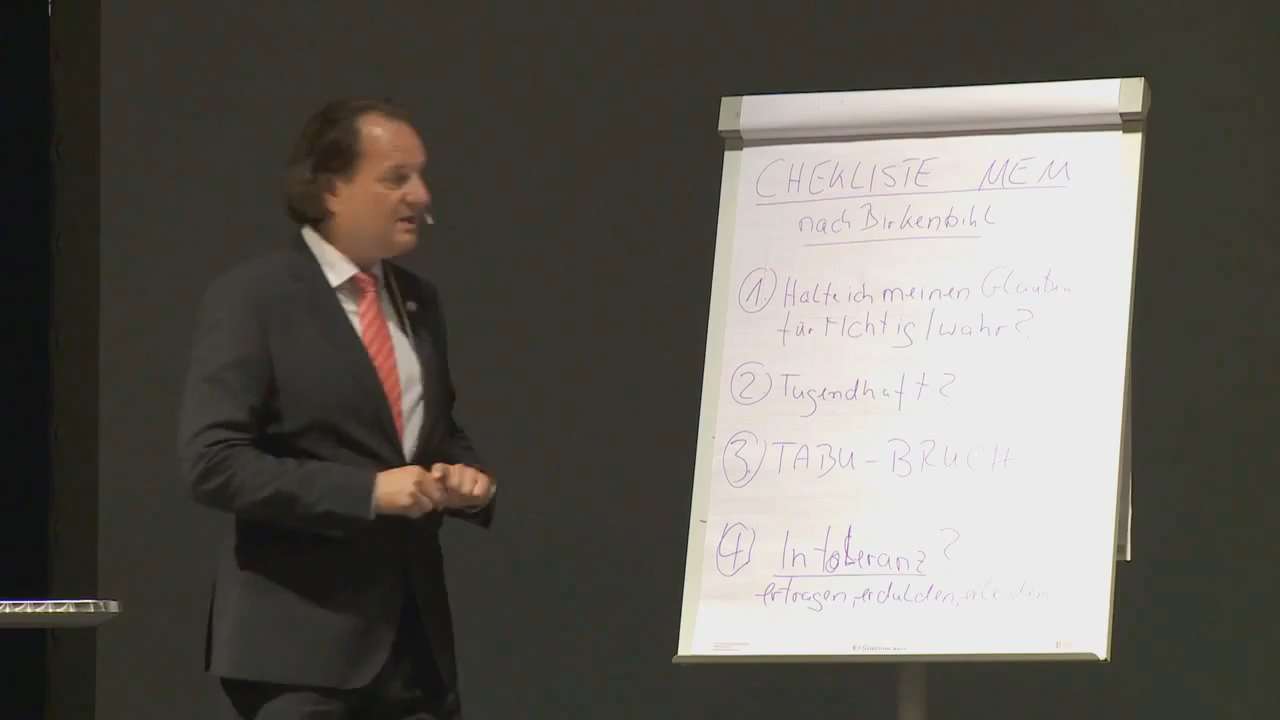 CHEKLISTE MEM
nach Birkenbihl
1. Halte ich meinen Glauben
für richtig/wahr?
2 Tugendhaft?
3. TABU-BRUCH
4 Intoleranz?
ertragen, erdulden, erleiden